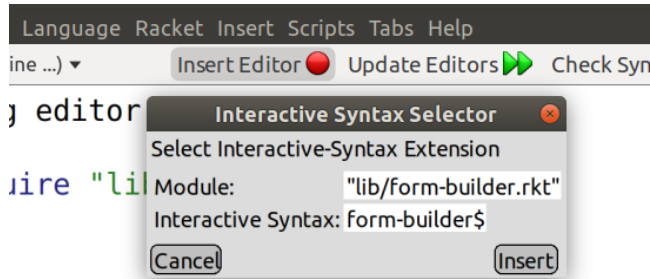 Language Racket Insert Scripts Tabs Help
ine ...) ▾ Insert Editor Update Editors Check Syn
g editor
Interactive Syntax Selector
Select Interactive-Syntax Extension
uire "lib
Module: "lib/form-builder.rkt"
Interactive Syntax: form-builder$
Cancel Insert